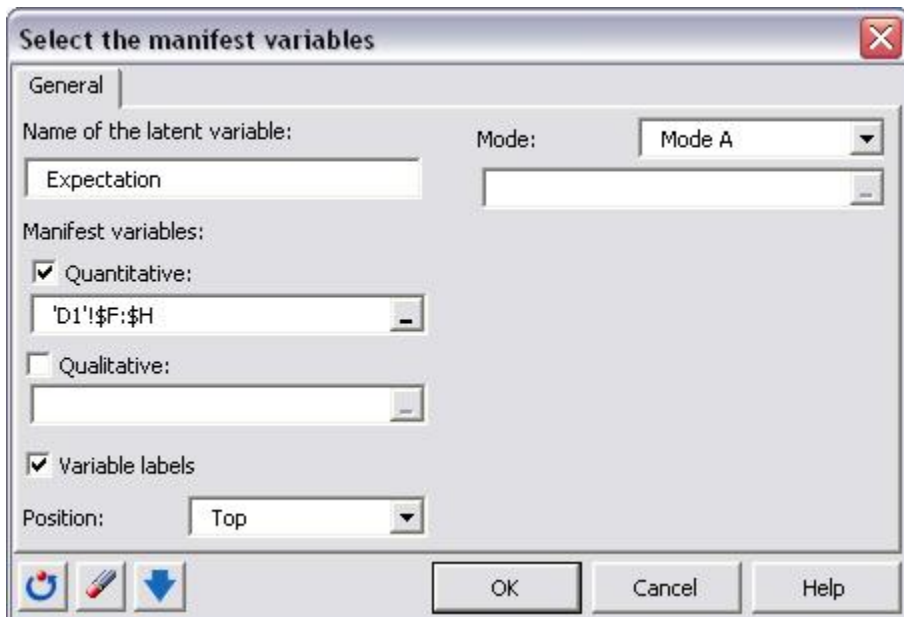 Select the manifest variables
General
Name of the latent variable:
Expectation
Mode:
Mode A
Manifest variables:
Quantitative:
'D1'!$F:$H
Qualitative:
Variable labels
Position:
Top
OK
Cancel
Help